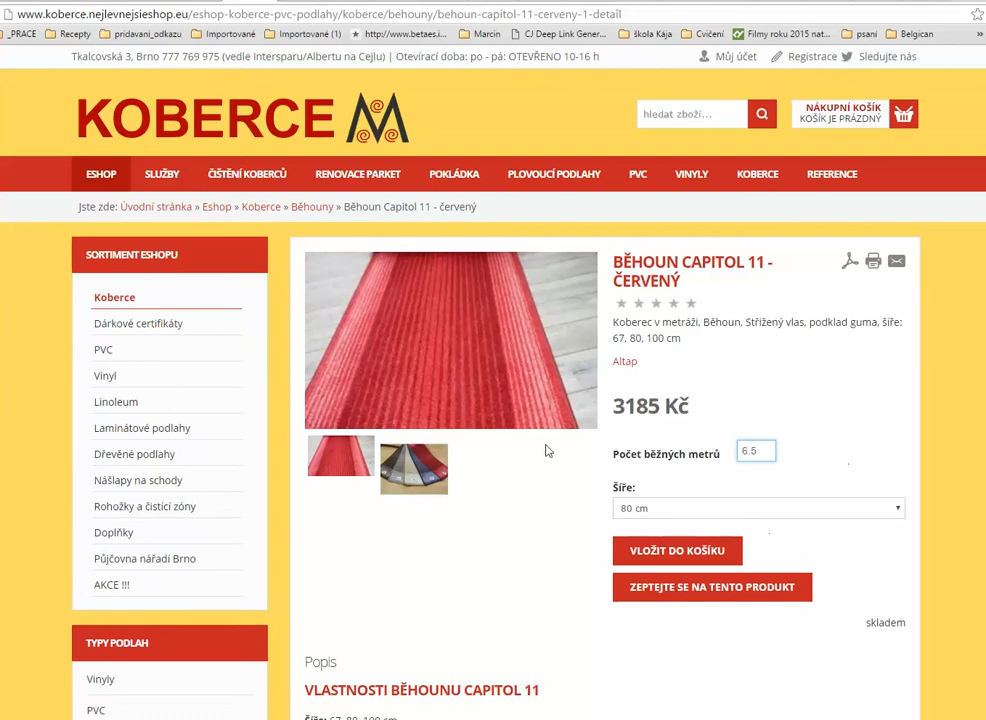 www.koberce.nejlevnejsieshop.eu/eshop-koberce-pvc-podlahy/koberce/behouny/behoun-capitol-11-cerveny-1-detail
_PRACE Recepty pridavani_odkazu Importované Importované (1) http://www.betaes.i... Marcin CJ Deep Link Gener... škola Kája Cvičení Filmy roku 2015 nat... psani Belgican »
Tkalcovská 3, Brno 777 769 975 (vedle Intersparu/Albertu na Cejlu) | Otevírací doba: po - pá: OTEVŘENO 10-16 h Můj účet Registrace Sledujte nás
KOBERCE M
hledat zboží...
NÁKUPNÍ KOŠÍK
KOŠÍK JE PRÁZDNÝ
ESHOP SLUŽBY ČIŠTĚNÍ KOBERCŮ RENOVACE PARKET POKLÁDKA PLOVOUCÍ PODLAHY PVC VINYLY KOBERCE REFERENCE
Jste zde: Úvodní stránka » Eshop » Koberce » Běhouny » Běhoun Capitol 11 - červený
SORTIMENT ESHOPU
Koberce
Dárkové certifikáty
PVC
Vinyl
Linoleum
Laminátové podlahy
Dřevěné podlahy
Nášlapy na schody
Rohožky a čistící zóny
Doplňky
Půjčovna nářadí Brno
AKCE !!!
TYPY PODLAH
Vinyly
PVC
BĚHOUN CAPITOL 11 -
ČERVENÝ
Koberec v metráži, Běhoun, Střižený vlas, podklad guma, šíře:
67, 80, 100 cm
Altap
3185 Kč
Počet běžných metrů 6.5
Šíře:
80 cm
VLOŽIT DO KOŠÍKU
ZEPTEJTE SE NA TENTO PRODUKT
skladem
Popis
VLASTNOSTI BĚHOUNU CAPITOL 11
Šíře: 67, 80, 100 cm